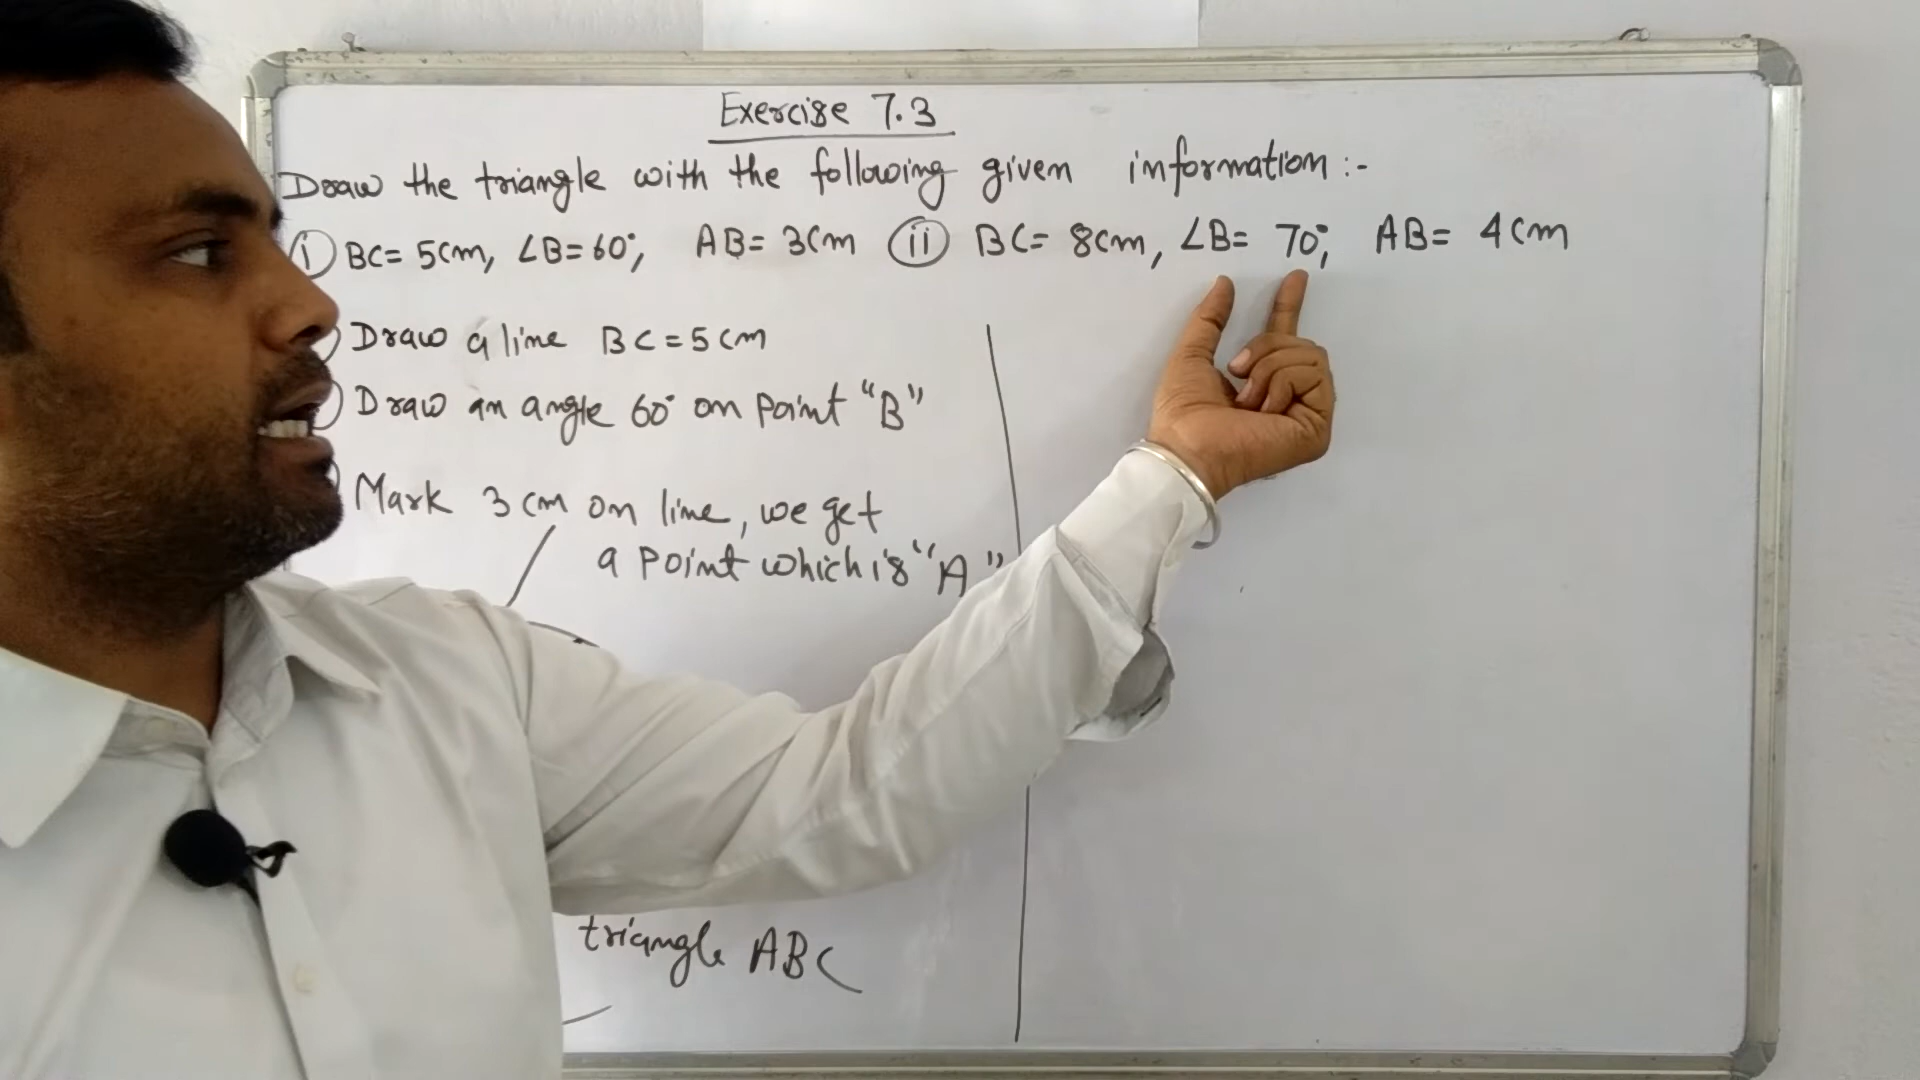 Exercise 7.3
Draw the triangle with the following given information :-
(i) BC= 5cm, ∠B=60°, AB= 3cm (ii) BC= 8cm, ∠B= 70°, AB= 4cm
Draw a line BC=5cm
Draw an angle 60° on Point "B"
Mark 3cm on line, we get
a Point which is "A"
triangle ABC